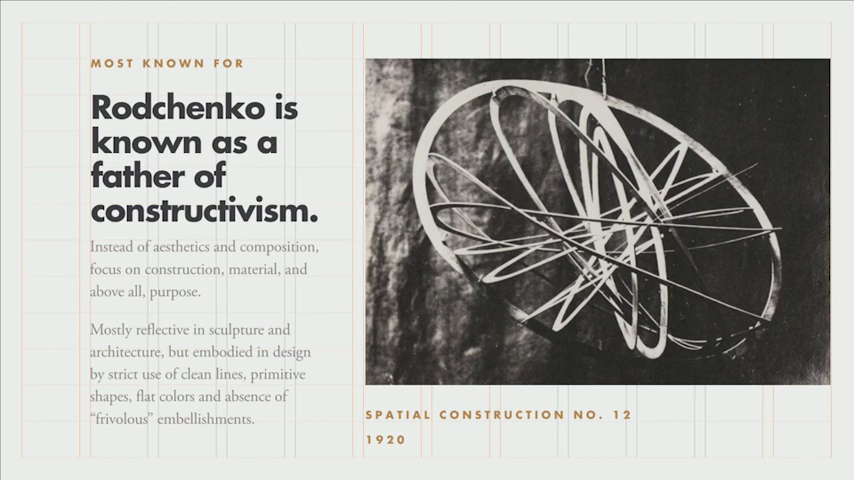 MOST KNOWN FOR
Rodchenko is
known as a
father of
constructivism.
Instead of aesthetics and composition,
focus on construction, material, and
above all, purpose.
Mostly reflective in sculpture and
architecture, but embodied in design
by strict use of clean lines, primitive
shapes, flat colors and absence of
“frivolous” embellishments.
SPATIAL CONSTRUCTION NO. 12
1920